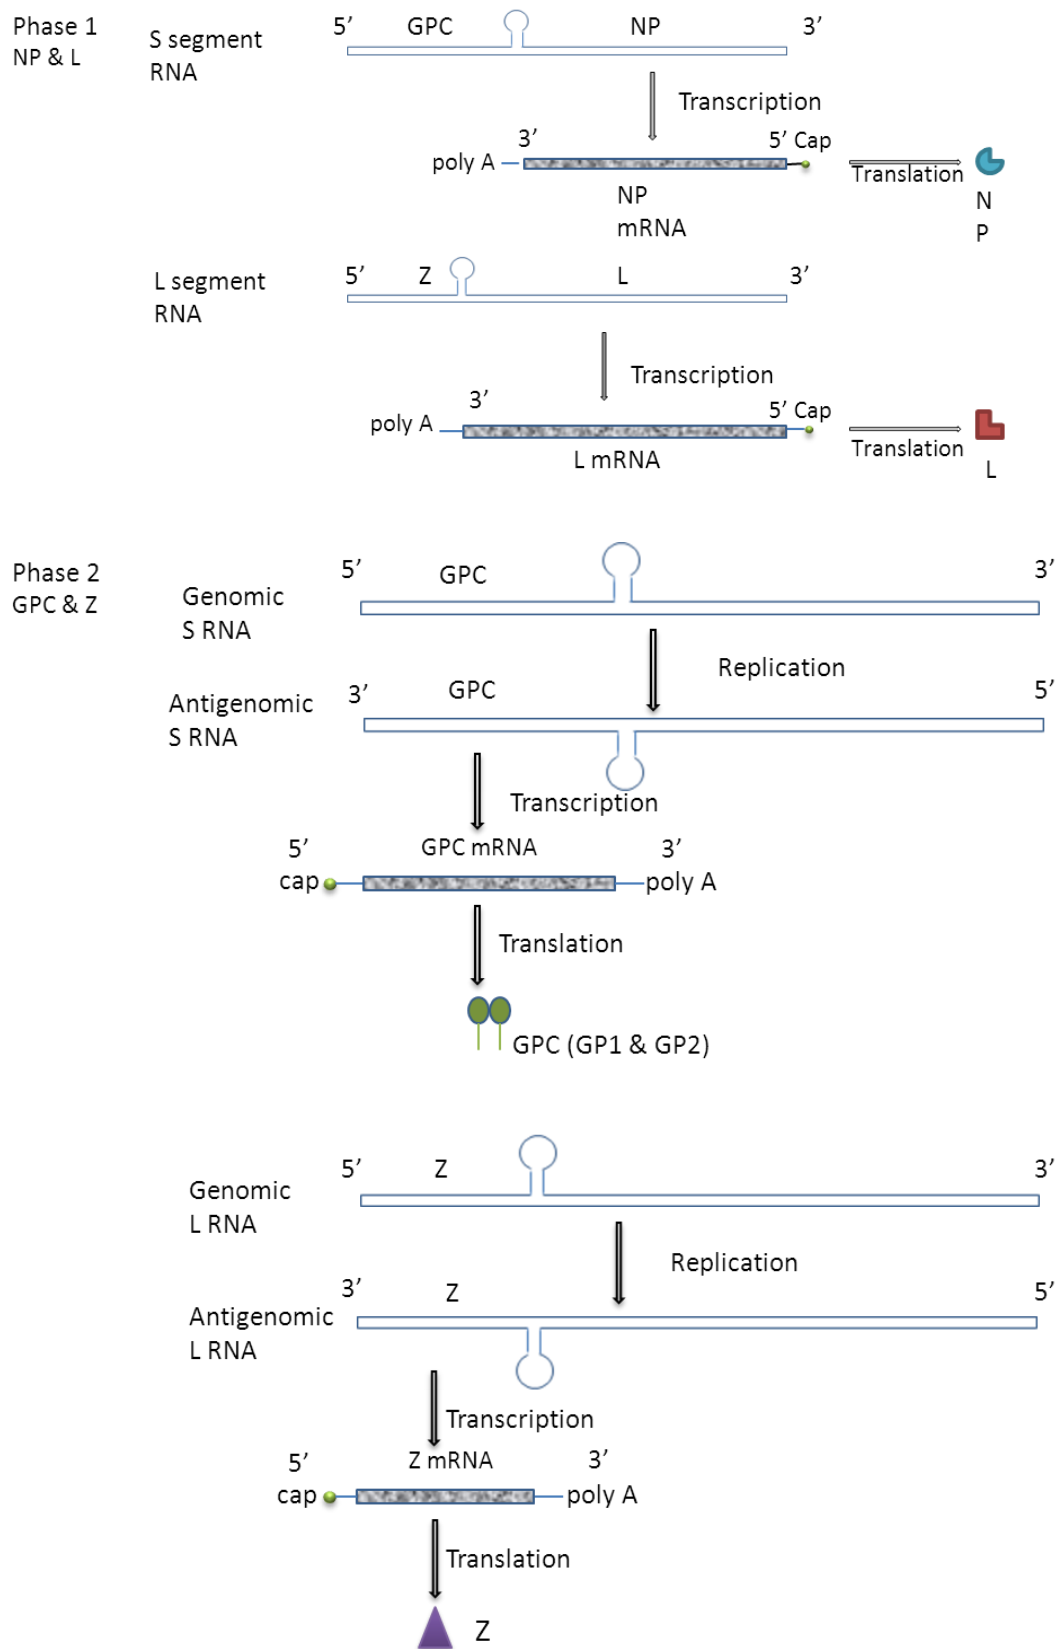 Phase 1
NP & L
S segment
RNA
5’ GPC NP 3’
Transcription
3’ 5’ Cap
poly A
Translation
NP
mRNA
N
P
L segment
RNA
5’ Z L 3’
Transcription
3’ 5’ Cap
poly A
Translation
L mRNA
L
Phase 2
GPC & Z
Genomic
S RNA
5’ GPC 3’
Replication
Antigenomic
S RNA
3’ GPC 5’
Transcription
5’ GPC mRNA 3’
cap poly A
Translation
GPC (GP1 & GP2)
5’ Z 3’
Genomic
L RNA
Replication
3’ Z 5’
Antigenomic
L RNA
Transcription
5’ Z mRNA 3’
cap poly A
Translation
Z